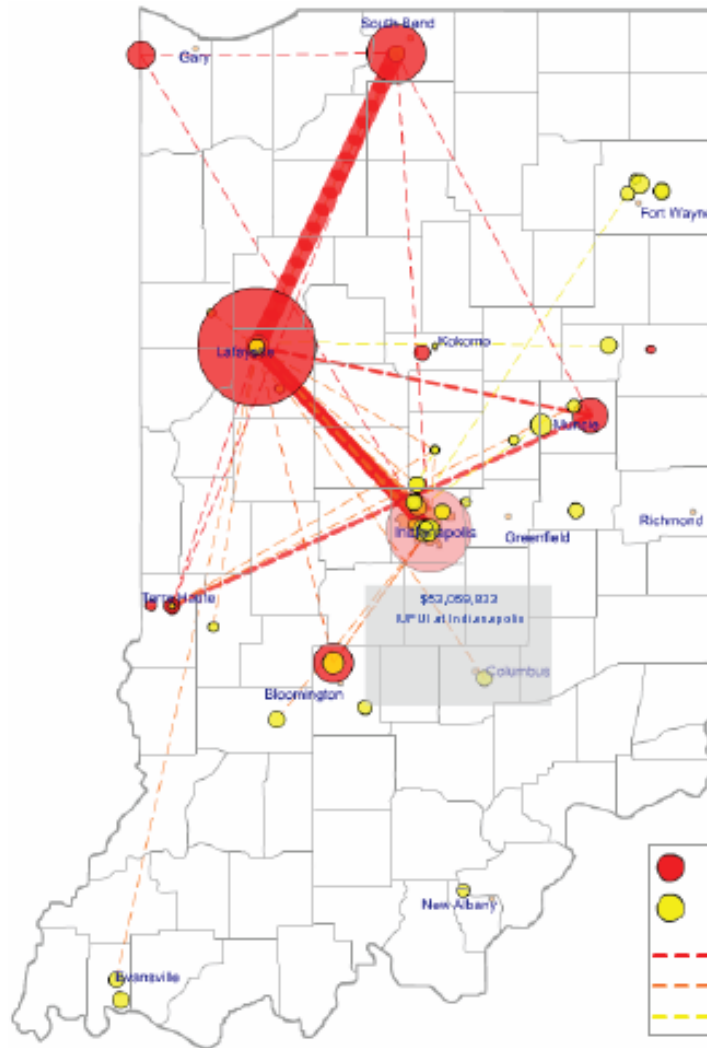 South Bend
Gary
Fort Wayne
Kokomo
Lafayette
Muncie
Indianapolis
Greenfield
Richmond
Terre Haute
$53,059,833
IUPUI at Indianapolis
Columbus
Bloomington
New Albany
Evansville